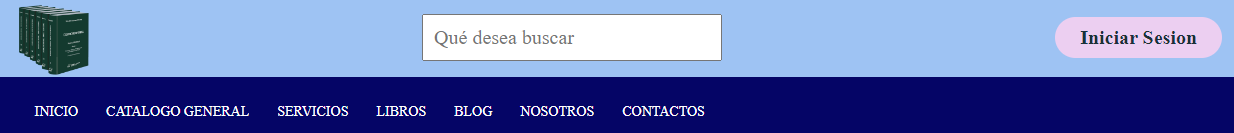 Qué desea buscar
Iniciar Sesion
INICIO CATALOGO GENERAL SERVICIOS LIBROS BLOG NOSOTROS CONTACTOS